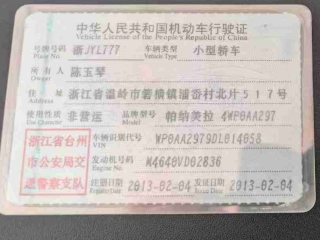 中华人民共和国机动车行驶证
Vehicle License of the People's Republic of China
号牌号码 浙JYL777 车辆类型 小型轿车
Plate No. Vehicle Type
所有人 陈玉琴
Owner
住址 浙江省温岭市箬横镇浦岙村北片517号
Address
使用性质 非营运 品牌型号 帕纳美拉 4WP0AA297
Use Character Model
浙江省台州
市公安局交
通警察支队
车辆识别代号 WP0AA2979DL014058
VIN
发动机号码 M4640VD02836
Engine No.
注册日期 2013-02-04 发证日期 2013-02-04
Register Date Issue Date